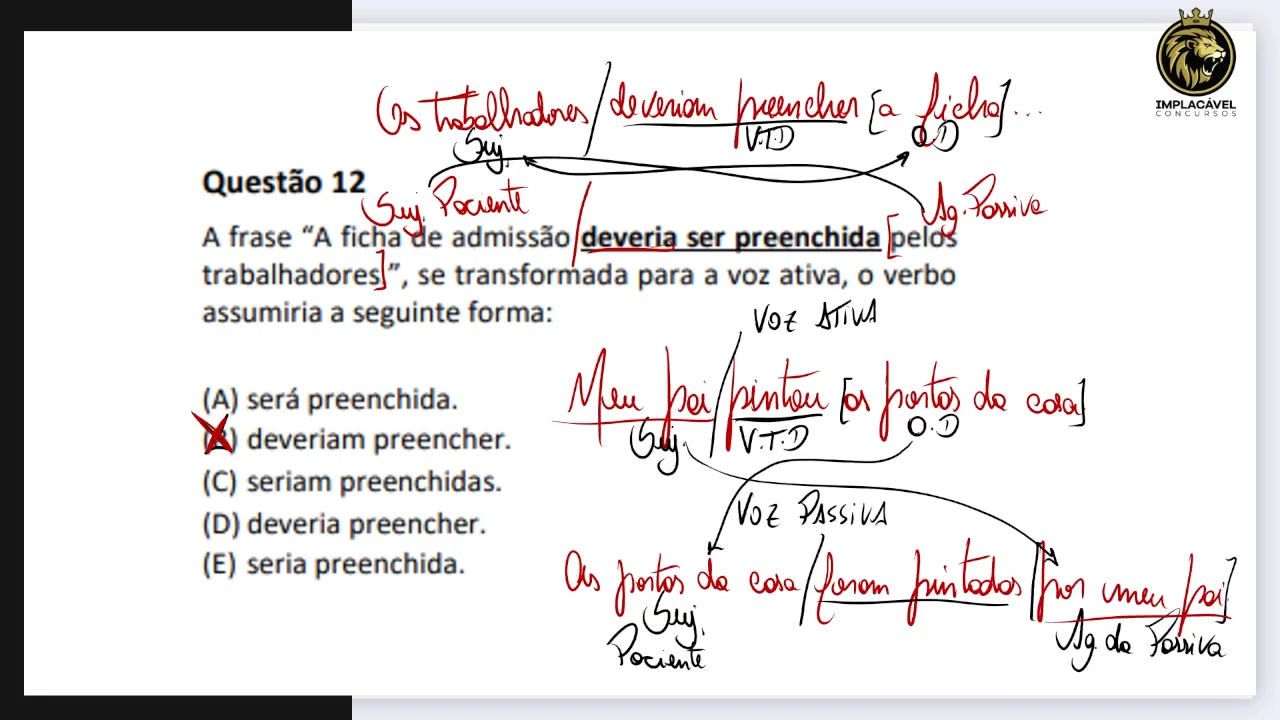 IMPLACÁVEL
CONCURSOS
Os trabalhadores / deveriam preencher [a ficha]...
Suj.
V.T.D
O.D
Questão 12
Suj. Paciente
Ag. Passiva
A frase “A ficha de admissão deveria ser preenchida pelos
trabalhadores”, se transformada para a voz ativa, o verbo
assumiria a seguinte forma:
VOZ ATIVA
(A) será preenchida.
(B) deveriam preencher.
(C) seriam preenchidas.
(D) deveria preencher.
(E) seria preenchida.
Meu pai / pintou [as portas da casa]
Suj.
V.T.D
O.D
VOZ PASSIVA
As portas da casa / foram pintadas [por meu pai]
Suj.
Paciente
Ag. da Passiva